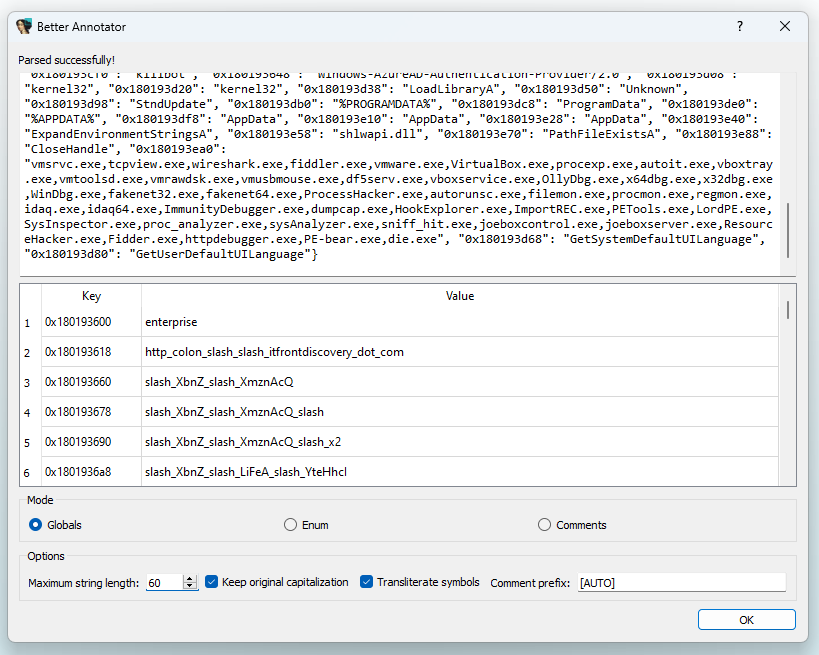 Better Annotator
?
Parsed successfully!
"0x180193cf0": "killbot", "0x180193648": "Windows-AzureAD-Authentication-Provider/2.0", "0x180193d08":
"kernel32", "0x180193d20": "kernel32", "0x180193d38": "LoadLibraryA", "0x180193d50": "Unknown",
"0x180193d98": "StndUpdate", "0x180193db0": "%PROGRAMDATA%", "0x180193dc8": "ProgramData", "0x180193de0":
"%APPDATA%", "0x180193df8": "AppData", "0x180193e10": "AppData", "0x180193e28": "AppData", "0x180193e40":
"ExpandEnvironmentStringsA", "0x180193e58": "shlwapi.dll", "0x180193e70": "PathFileExistsA", "0x180193e88":
"CloseHandle", "0x180193ea0":
"vmsrvc.exe,tcpview.exe,wireshark.exe,fiddler.exe,vmware.exe,VirtualBox.exe,procexp.exe,autoit.exe,vboxtray
.exe,vmtoolsd.exe,vmrawdsk.exe,vmusbmouse.exe,df5serv.exe,vboxservice.exe,OllyDbg.exe,x64dbg.exe,x32dbg.exe
,WinDbg.exe,fakenet32.exe,fakenet64.exe,ProcessHacker.exe,autorunsc.exe,filemon.exe,procmon.exe,regmon.exe,
idaq.exe,idaq64.exe,ImmunityDebugger.exe,dumpcap.exe,HookExplorer.exe,ImportREC.exe,PETools.exe,LordPE.exe,
SysInspector.exe,proc_analyzer.exe,sysAnalyzer.exe,sniff_hit.exe,joeboxcontrol.exe,joeboxserver.exe,Resourc
eHacker.exe,Fidder.exe,httpdebugger.exe,PE-bear.exe,die.exe", "0x180193d68": "GetSystemDefaultUILanguage",
"0x180193d80": "GetUserDefaultUILanguage"}
Key Value
1 0x180193600 enterprise
2 0x180193618 http_colon_slash_slash_itfrontdiscovery_dot_com
3 0x180193660 slash_XbnZ_slash_XmznAcQ
4 0x180193678 slash_XbnZ_slash_XmznAcQ_slash
5 0x180193690 slash_XbnZ_slash_XmznAcQ_slash_x2
6 0x1801936a8 slash_XbnZ_slash_LiFeA_slash_YteHhcl
Mode
Globals Enum Comments
Options
Maximum string length: 60 Keep original capitalization Transliterate symbols Comment prefix: [AUTO]
OK